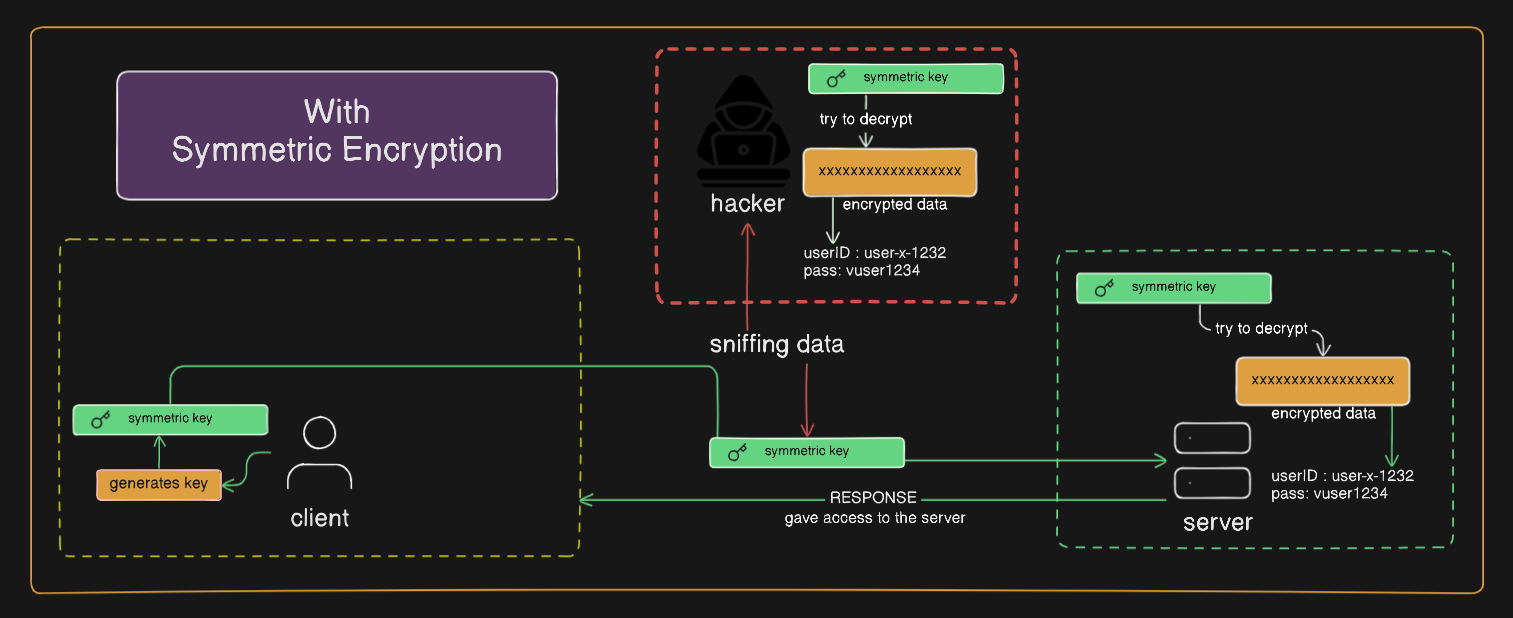 With
Symmetric Encryption
symmetric key
try to decrypt
xxxxxxxxxxxxxxxxxx
encrypted data
hacker
userID : user-x-1232
pass: vuser1234
sniffing data
symmetric key
generates key
client
symmetric key
RESPONSE
gave access to the server
symmetric key
try to decrypt
xxxxxxxxxxxxxxxxxx
encrypted data
userID : user-x-1232
pass: vuser1234
server